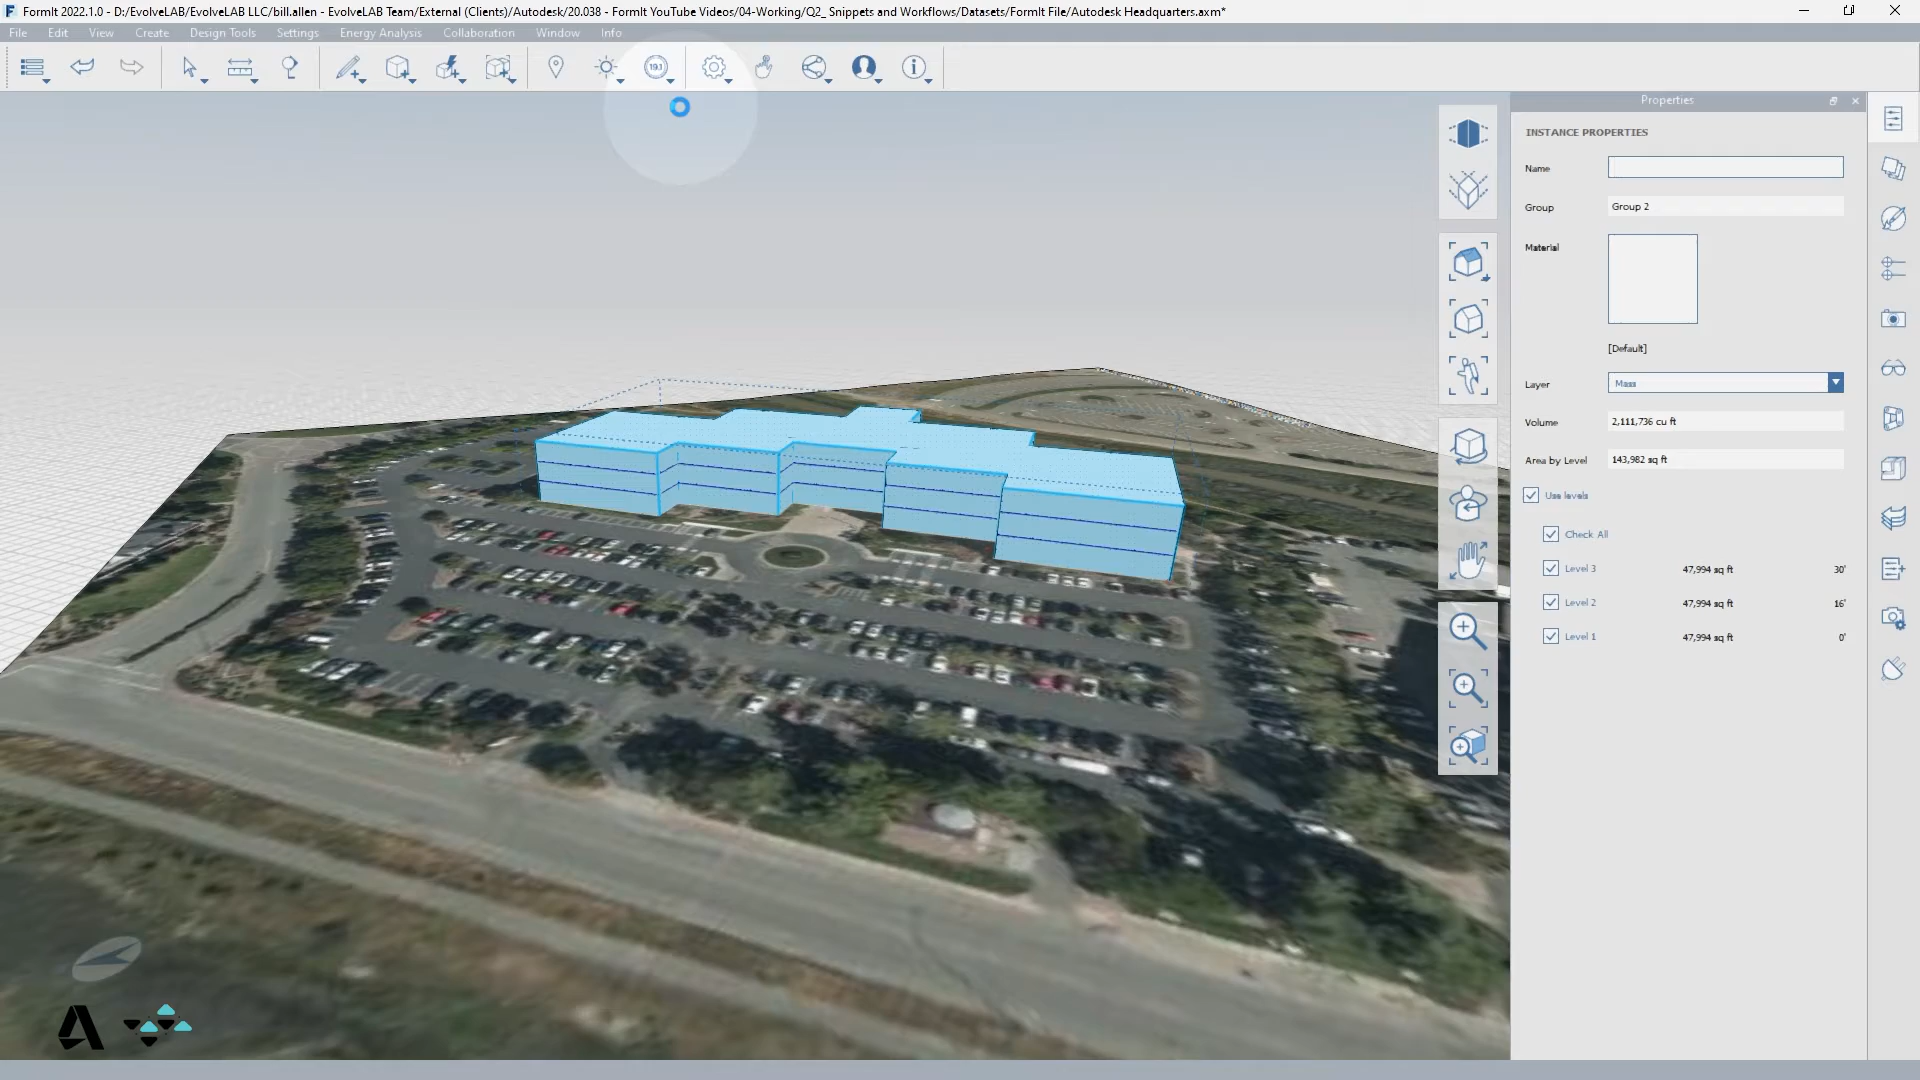 FormIt 2022.1.0 - D:/EvolveLAB/EvolveLAB LLC/bill.allen - EvolveLAB Team/External (Clients)/Autodesk/20.038 - FormIt YouTube Videos/04-Working/Q2_ Snippets and Workflows/Datasets/FormIt File/Autodesk Headquarters.axm*
File Edit View Create Design Tools Settings Energy Analysis Collaboration Window Info
19.1
Properties
INSTANCE PROPERTIES
Name
Group Group 2
Material
[Default]
Layer Mass
Volume 2,111,736 cu ft
Area by Level 143,982 sq ft
Use levels
Check All
Level 3 47,994 sq ft 30'
Level 2 47,994 sq ft 16'
Level 1 47,994 sq ft 0'